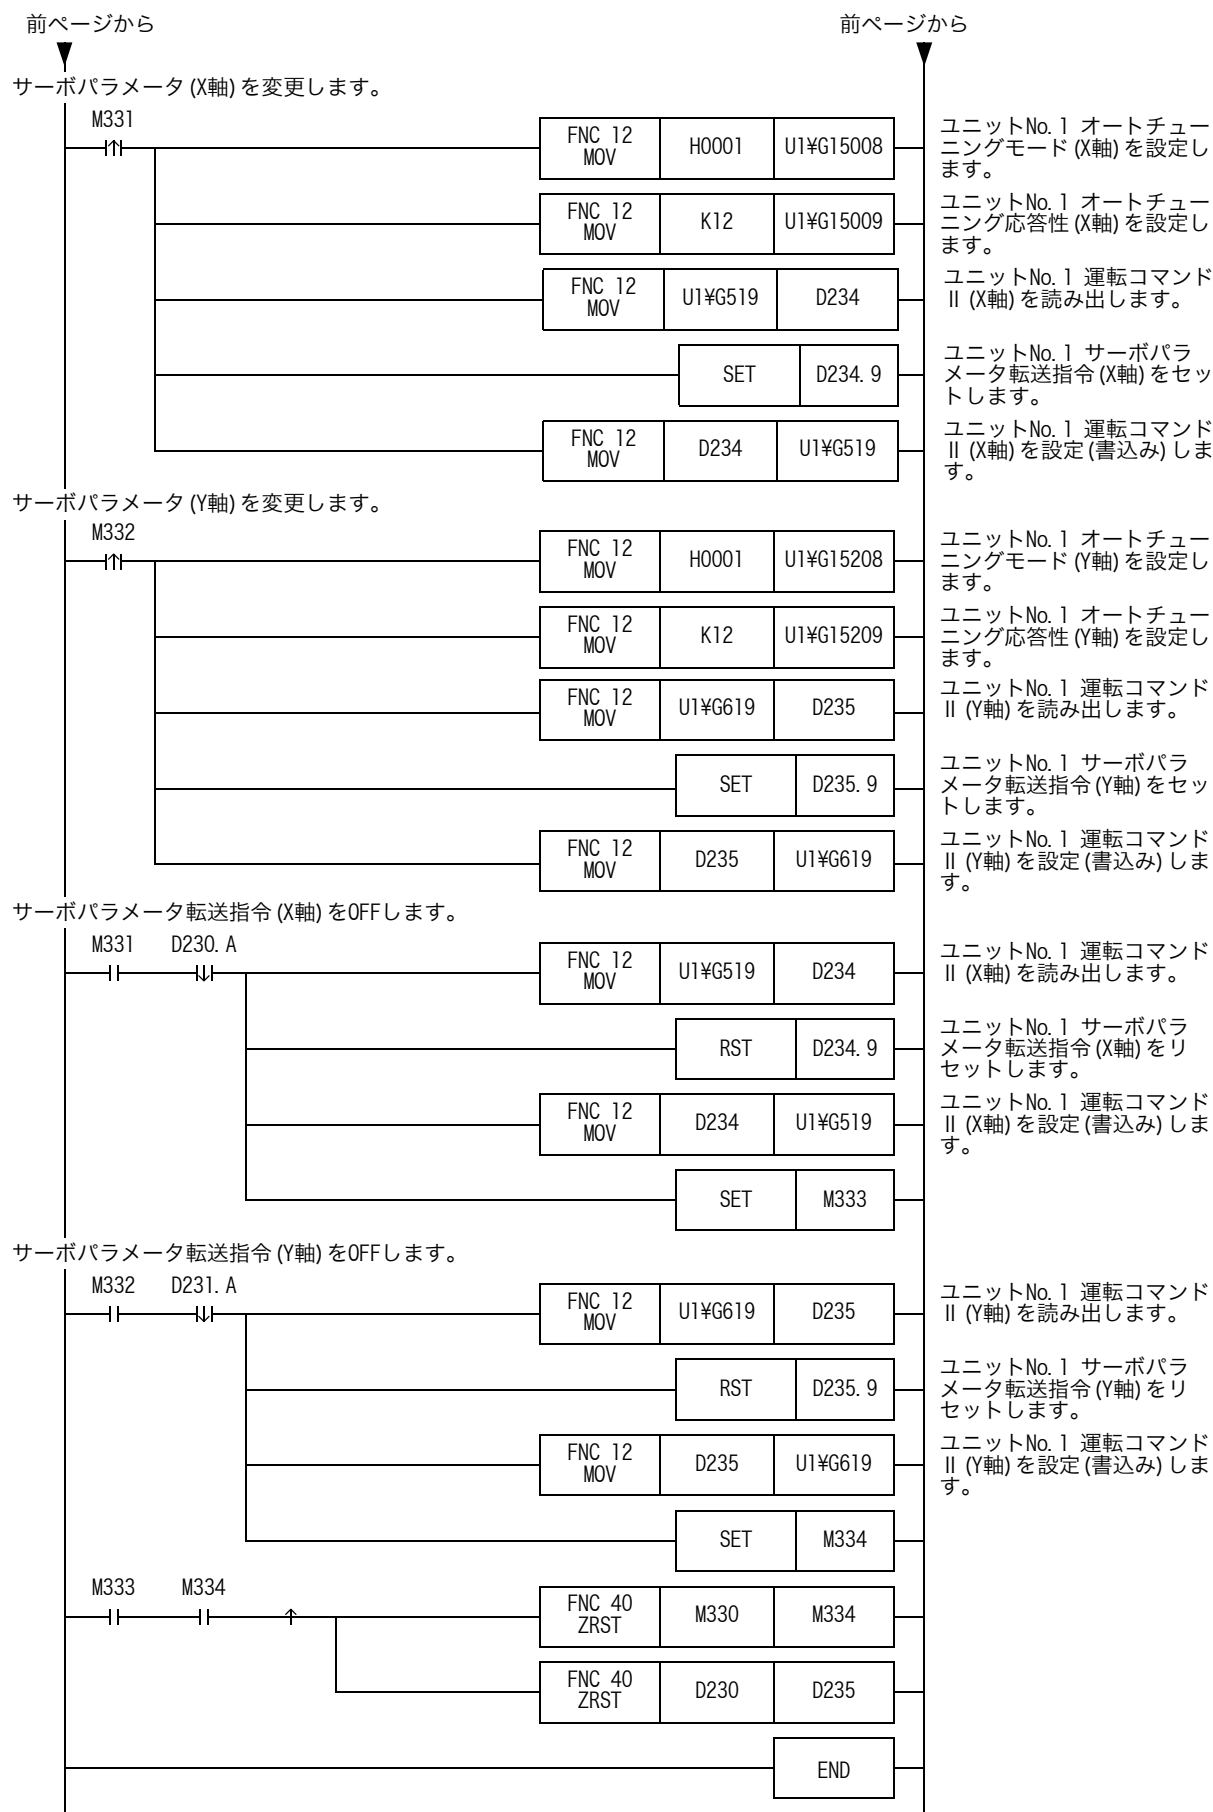 前ページから
前ページから
サーボパラメータ(X軸)を変更します。
M331
FNC 12
MOV
H0001
U1¥G15008
ユニットNo.1 オートチュー
ニングモード(X軸)を設定し
ます。
FNC 12
MOV
K12
U1¥G15009
ユニットNo.1 オートチュー
ニング応答性(X軸)を設定し
ます。
FNC 12
MOV
U1¥G519
D234
ユニットNo.1 運転コマンド
Ⅱ(X軸)を読み出します。
SET
D234.9
ユニットNo.1 サーボパラ
メータ転送指令(X軸)をセッ
トします。
FNC 12
MOV
D234
U1¥G519
ユニットNo.1 運転コマンド
Ⅱ(X軸)を設定(書込み)しま
す。
サーボパラメータ(Y軸)を変更します。
M332
FNC 12
MOV
H0001
U1¥G15208
ユニットNo.1 オートチュー
ニングモード(Y軸)を設定し
ます。
FNC 12
MOV
K12
U1¥G15209
ユニットNo.1 オートチュー
ニング応答性(Y軸)を設定し
ます。
FNC 12
MOV
U1¥G619
D235
ユニットNo.1 運転コマンド
Ⅱ(Y軸)を読み出します。
SET
D235.9
ユニットNo.1 サーボパラ
メータ転送指令(Y軸)をセッ
トします。
FNC 12
MOV
D235
U1¥G619
ユニットNo.1 運転コマンド
Ⅱ(Y軸)を設定(書込み)しま
す。
サーボパラメータ転送指令(X軸)をOFFします。
M331 D230.A
FNC 12
MOV
U1¥G519
D234
ユニットNo.1 運転コマンド
Ⅱ(X軸)を読み出します。
RST
D234.9
ユニットNo.1 サーボパラ
メータ転送指令(X軸)をリ
セットします。
FNC 12
MOV
D234
U1¥G519
ユニットNo.1 運転コマンド
Ⅱ(X軸)を設定(書込み)しま
す。
SET
M333
サーボパラメータ転送指令(Y軸)をOFFします。
M332 D231.A
FNC 12
MOV
U1¥G619
D235
ユニットNo.1 運転コマンド
Ⅱ(Y軸)を読み出します。
RST
D235.9
ユニットNo.1 サーボパラ
メータ転送指令(Y軸)をリ
セットします。
FNC 12
MOV
D235
U1¥G619
ユニットNo.1 運転コマンド
Ⅱ(Y軸)を設定(書込み)しま
す。
SET
M334
M333 M334
FNC 40
ZRST
M330
M334
FNC 40
ZRST
D230
D235
END